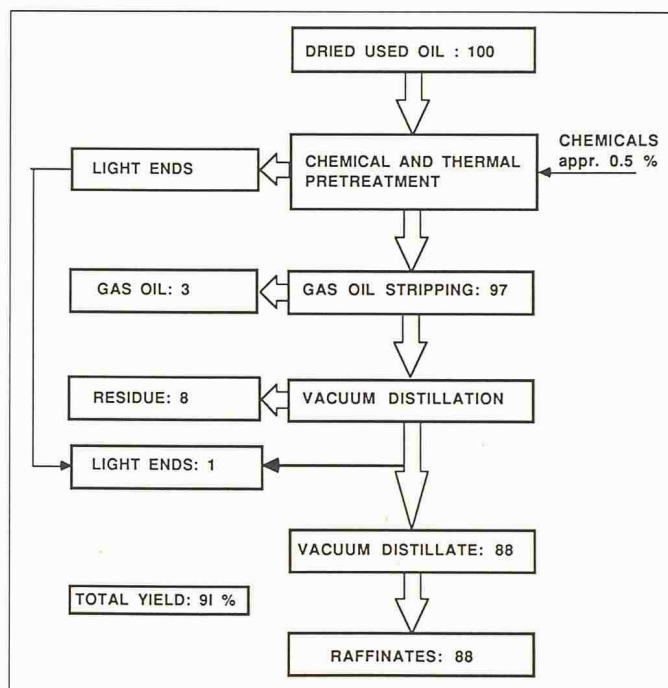 DRIED USED OIL : 100
CHEMICALS
appr. 0.5 %
LIGHT ENDS
CHEMICAL AND THERMAL
PRETREATMENT
GAS OIL: 3
GAS OIL STRIPPING: 97
RESIDUE: 8
VACUUM DISTILLATION
LIGHT ENDS: 1
VACUUM DISTILLATE: 88
TOTAL YIELD: 9I %
RAFFINATES: 88